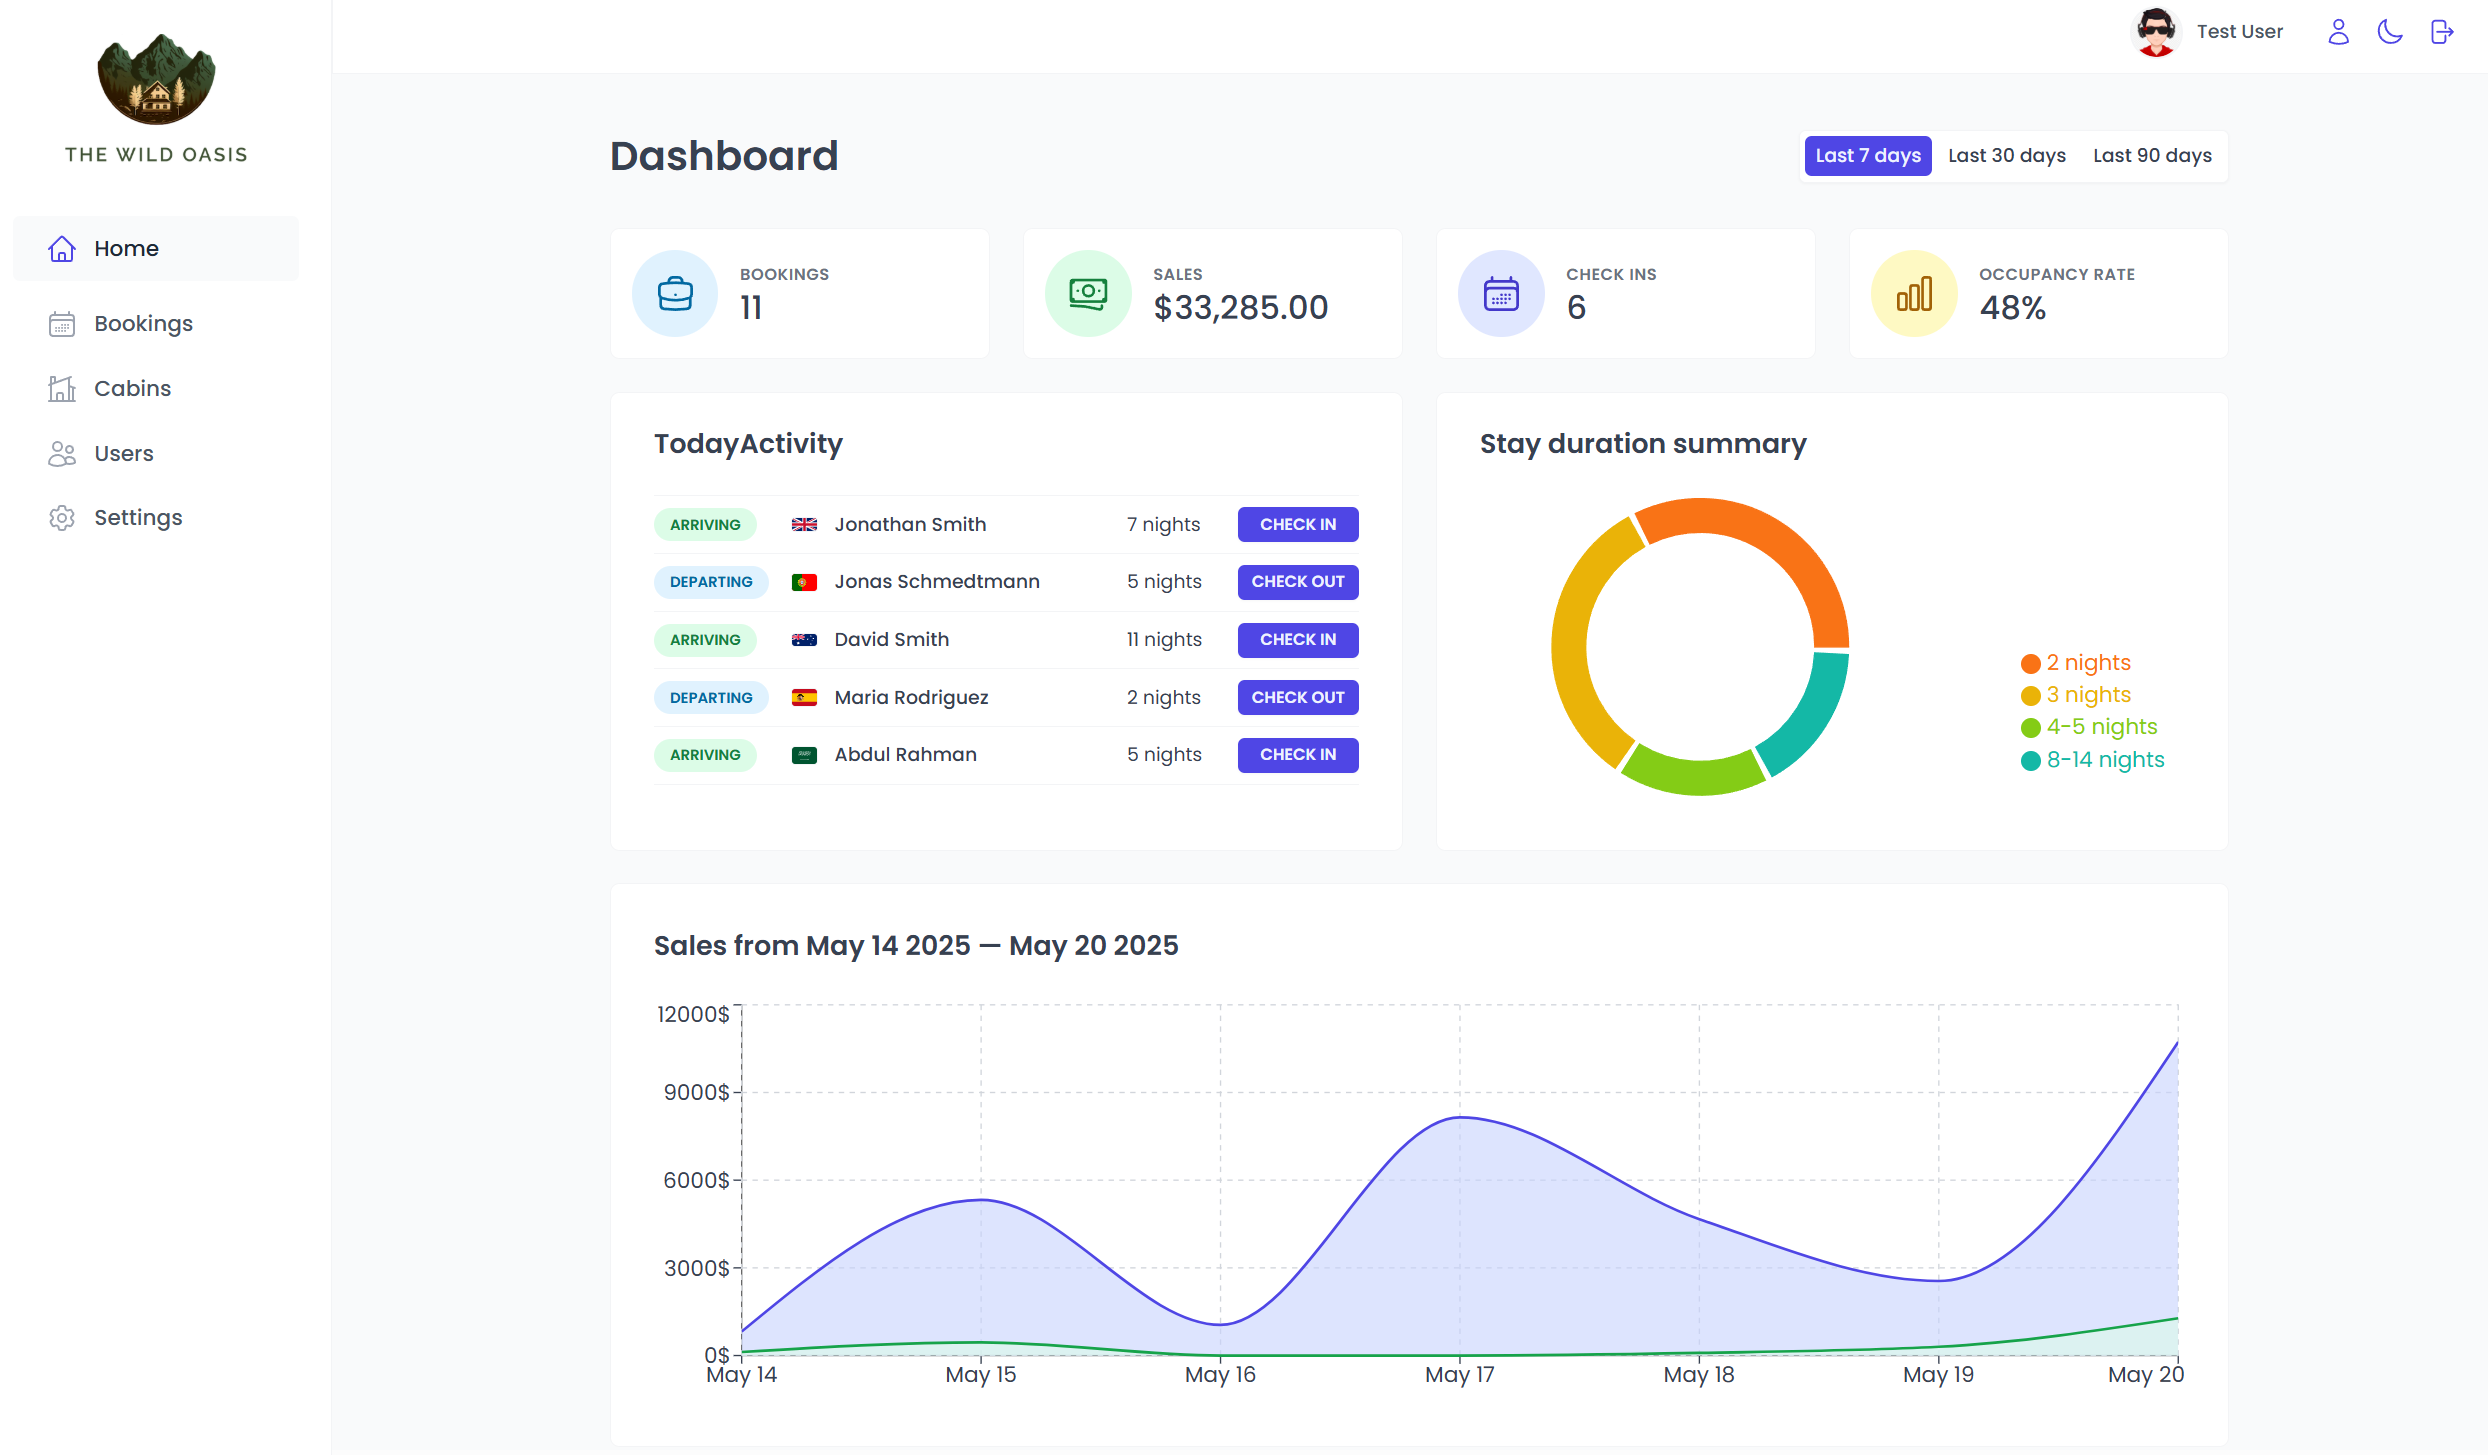 THE WILD OASIS
Test User
Home
Bookings
Cabins
Users
Settings
Dashboard
Last 7 days Last 30 days Last 90 days
BOOKINGS
11
SALES
$33,285.00
CHECK INS
6
OCCUPANCY RATE
48%
TodayActivity
ARRIVING Jonathan Smith 7 nights CHECK IN
DEPARTING Jonas Schmedtmann 5 nights CHECK OUT
ARRIVING David Smith 11 nights CHECK IN
DEPARTING Maria Rodriguez 2 nights CHECK OUT
ARRIVING Abdul Rahman 5 nights CHECK IN
Stay duration summary
2 nights
3 nights
4-5 nights
8-14 nights
Sales from May 14 2025 — May 20 2025
12000$
9000$
6000$
3000$
0$
May 14 May 15 May 16 May 17 May 18 May 19 May 20